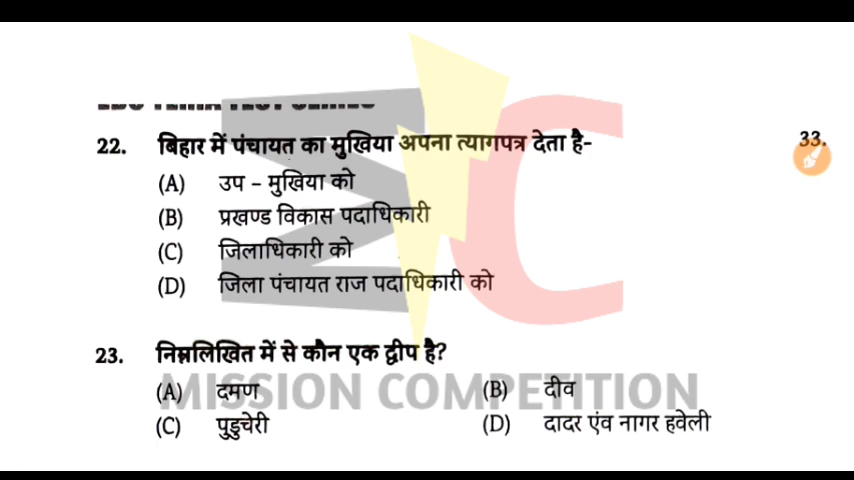 22. बिहार में पंचायत का मुखिया अपना त्यागपत्र देता है-
(A) उप - मुखिया को
(B) प्रखण्ड विकास पदाधिकारी
(C) जिलाधिकारी को
(D) जिला पंचायत राज पदाधिकारी को
33.
23. निम्नलिखित में से कौन एक द्वीप है?
(A) दमण (B) दीव
MISSION COMPETITION
(C) पुडुचेरी (D) दादर एंव नागर हवेली